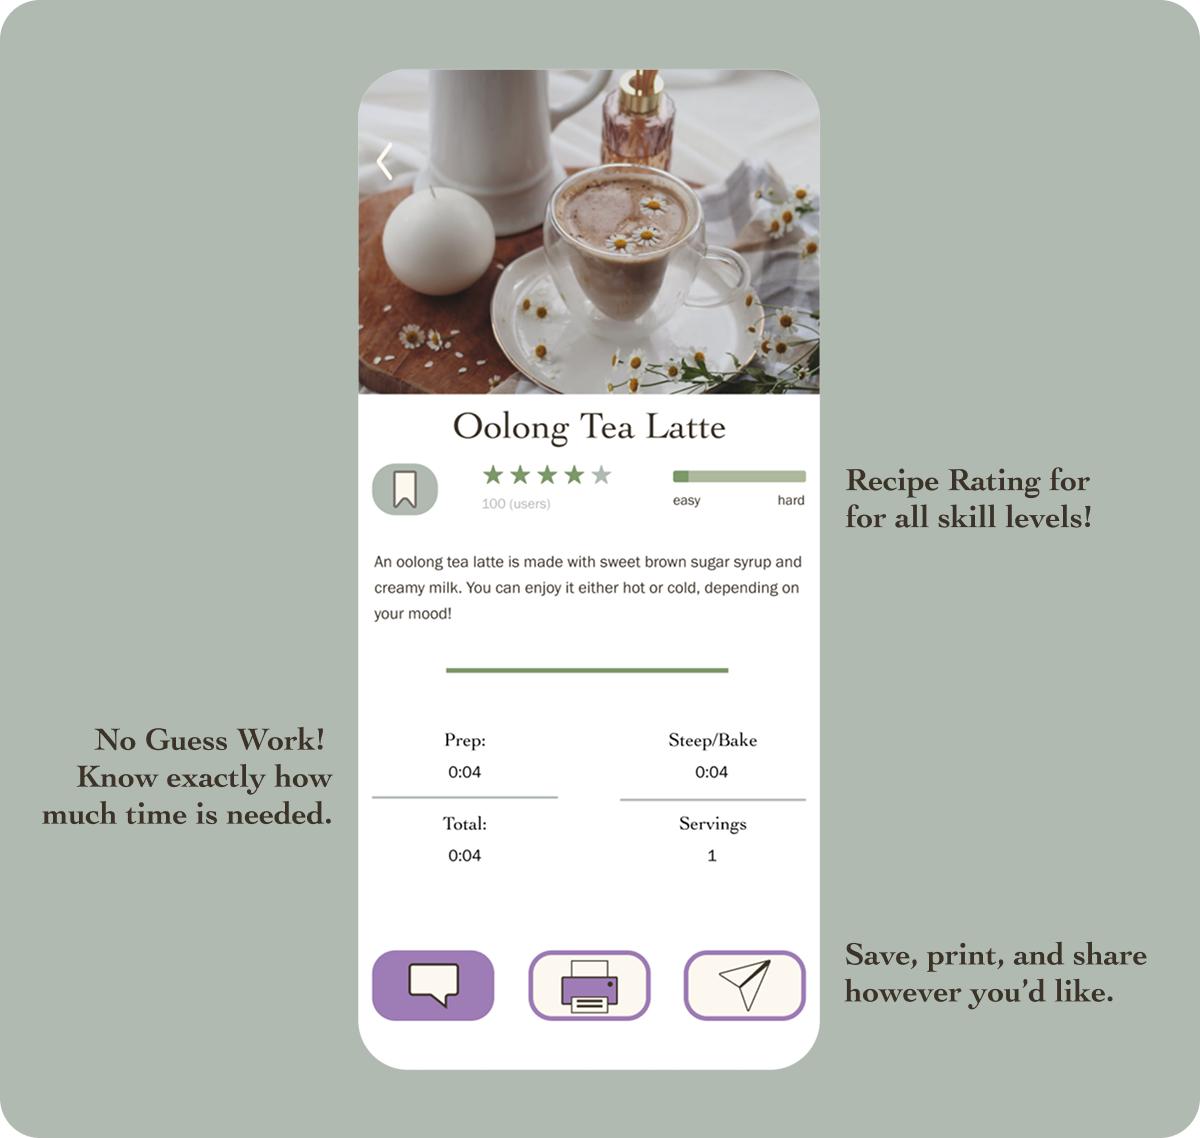 Oolong Tea Latte
100 (users)
easy
hard
Recipe Rating for
for all skill levels!
An oolong tea latte is made with sweet brown sugar syrup and
creamy milk. You can enjoy it either hot or cold, depending on
your mood!
No Guess Work!
Know exactly how
much time is needed.
Prep:
0:04
Steep/Bake
0:04
Total:
0:04
Servings
1
Save, print, and share
however you'd like.